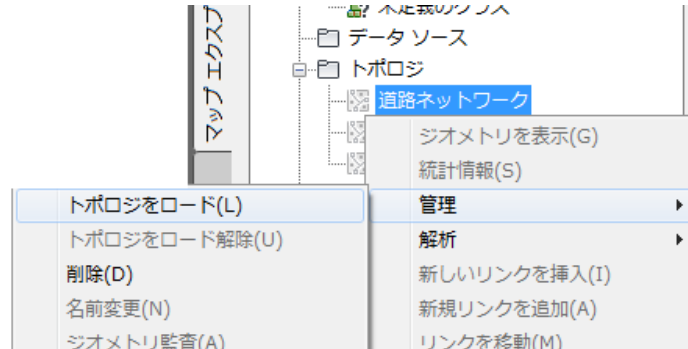 未定義のクラス
データ ソース
トポロジ
道路ネットワーク
マップ エクスプ
ジオメトリを表示(G)
統計情報(S)
管理
解析
新しいリンクを挿入(I)
新規リンクを追加(A)
リンクを移動(M)
トポロジをロード(L)
トポロジをロード解除(U)
削除(D)
名前変更(N)
ジオメトリ監査(A)